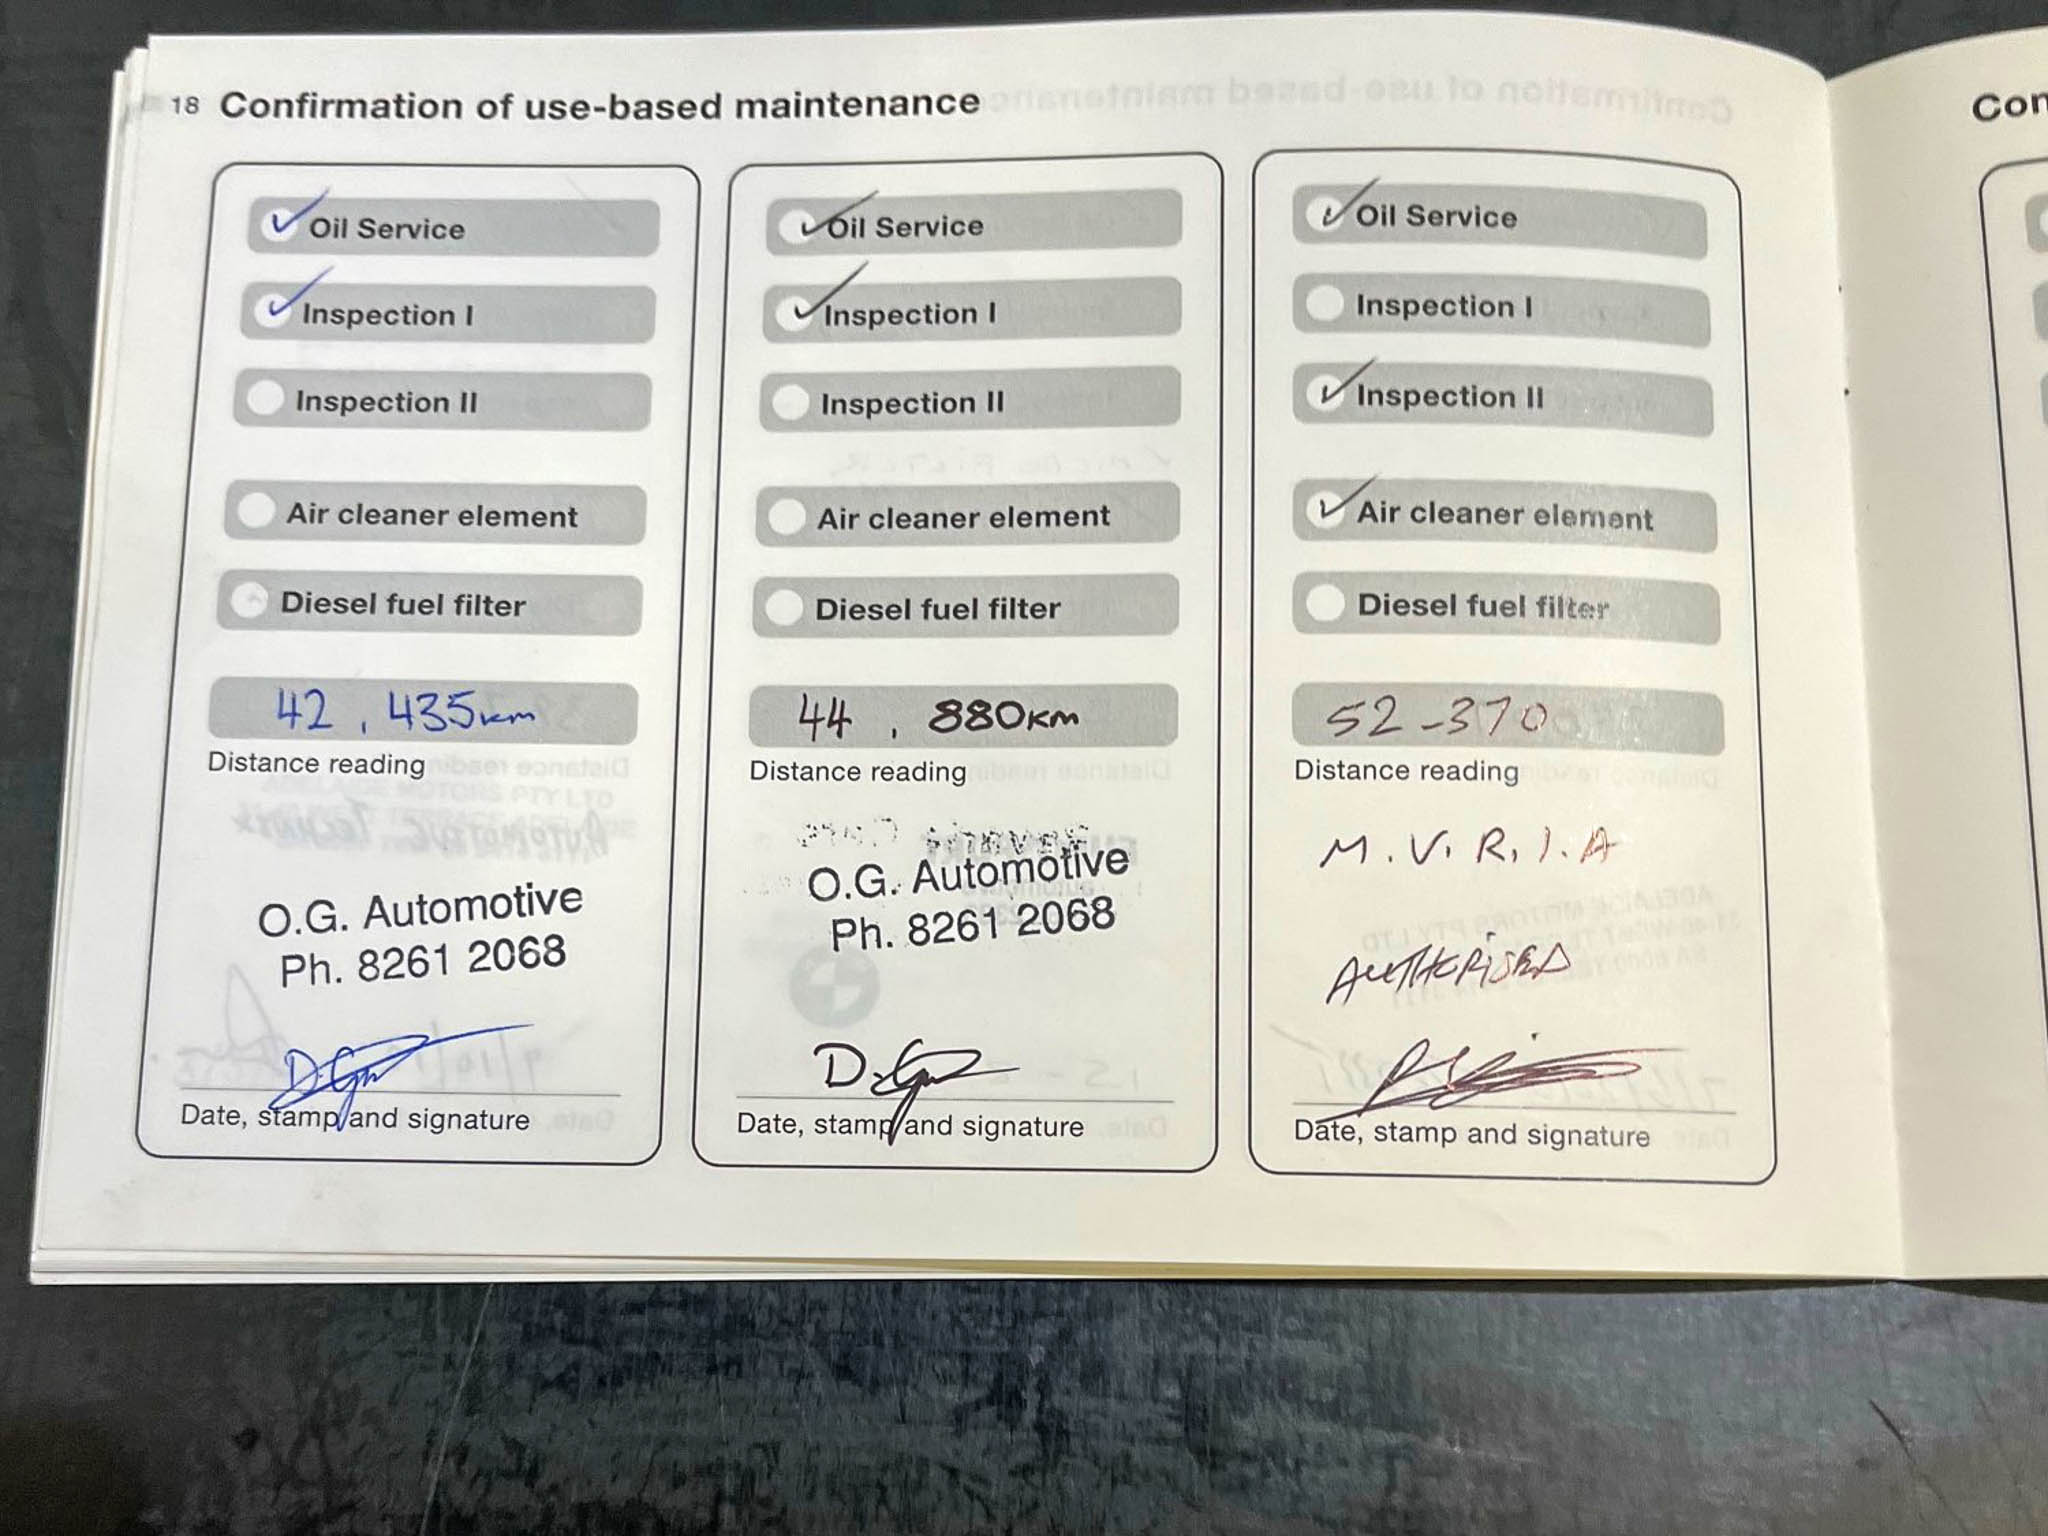 18 Confirmation of use-based maintenance
Oil Service
Inspection I
Inspection II
Air cleaner element
Diesel fuel filter
42,435km
Distance reading
O.G. Automotive
Ph. 8261 2068
Date, stamp and signature
Oil Service
Inspection I
Inspection II
Air cleaner element
Diesel fuel filter
44,880KM
Distance reading
O.G. Automotive
Ph. 8261 2068
Date, stamp and signature
Oil Service
Inspection I
Inspection II
Air cleaner element
Diesel fuel filter
52-370
Distance reading
M.V.R.I.A
AUTHORISED
Date, stamp and signature
Con